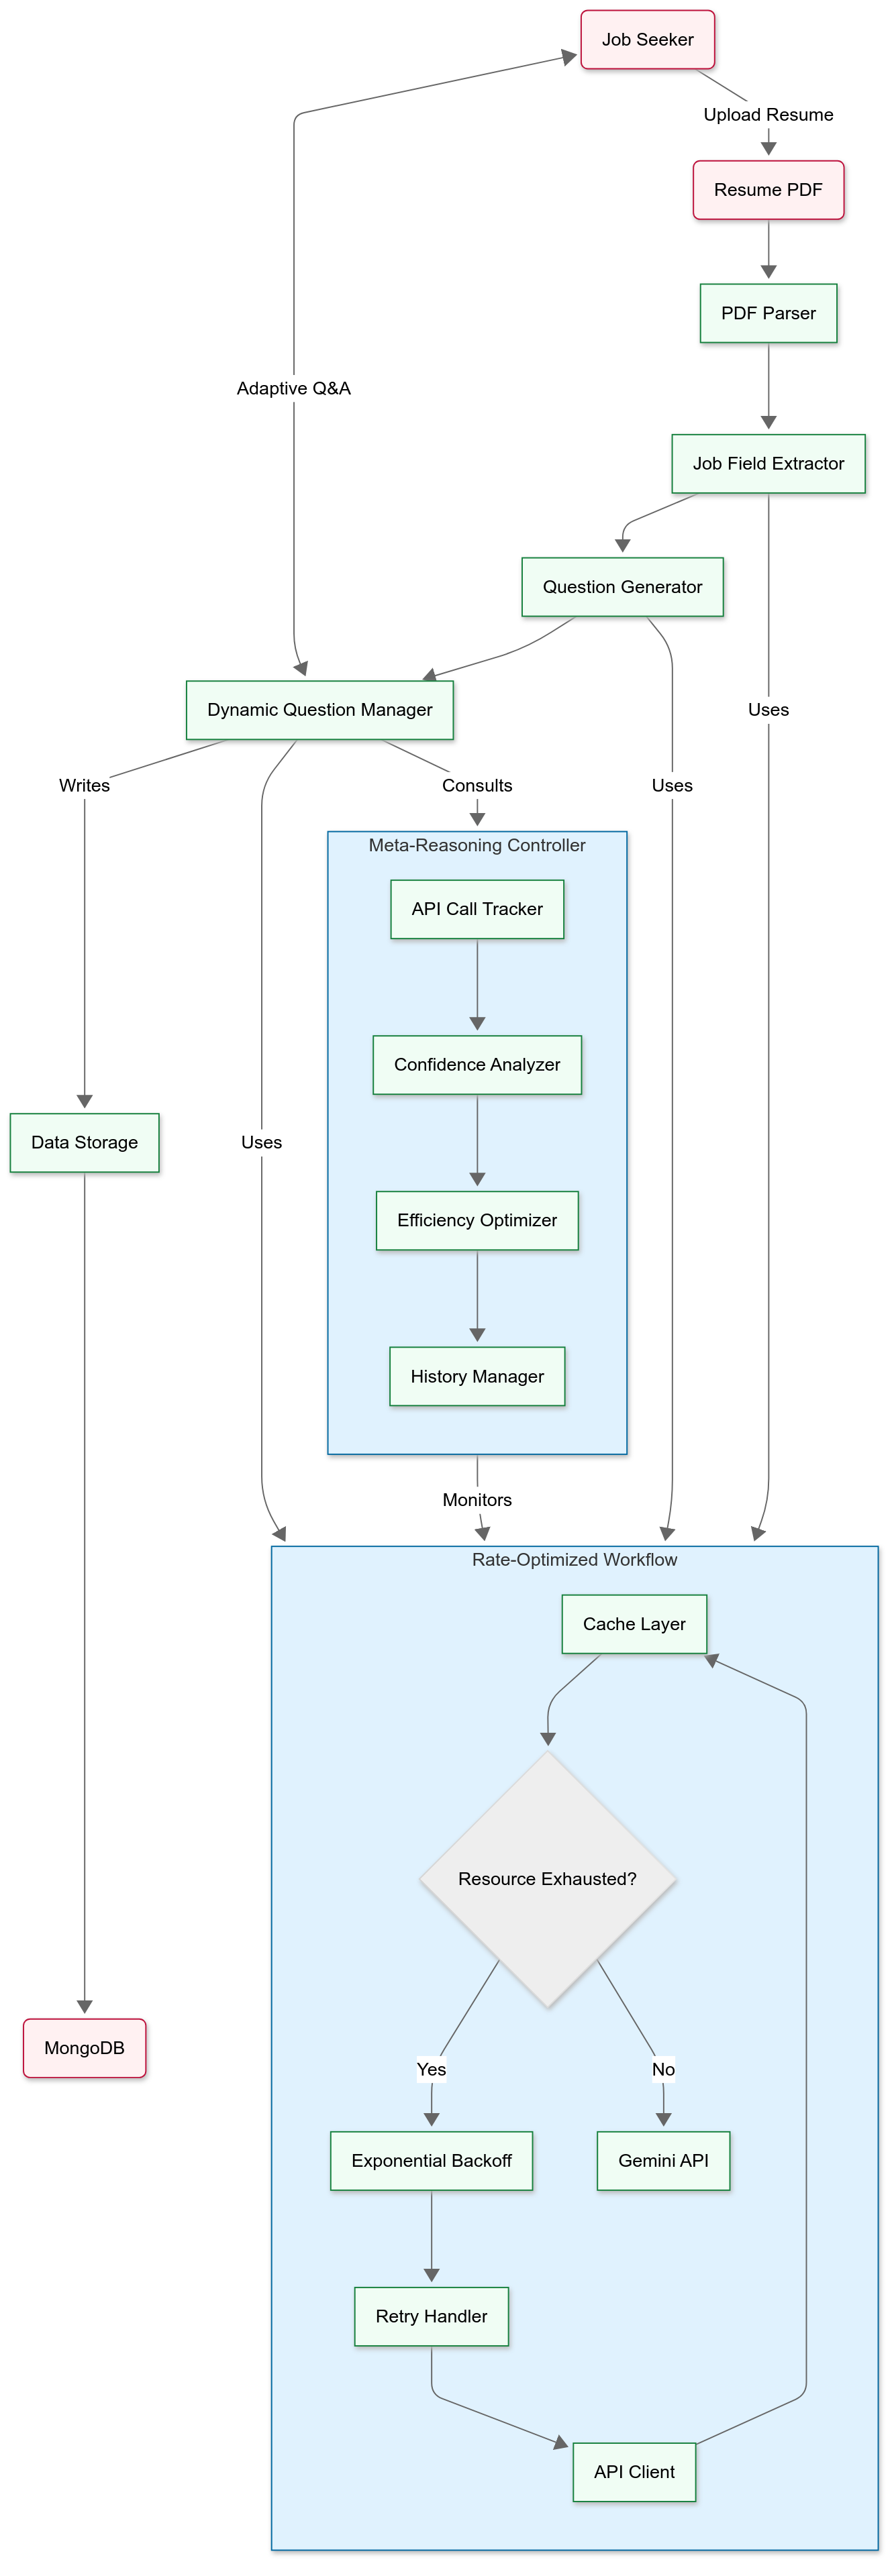 Job Seeker
Upload Resume
Resume PDF
PDF Parser
Adaptive Q&A
Job Field Extractor
Question Generator
Dynamic Question Manager
Uses
Writes
Consults
Uses
Meta-Reasoning Controller
API Call Tracker
Confidence Analyzer
Data Storage
Uses
Efficiency Optimizer
History Manager
Monitors
Rate-Optimized Workflow
Cache Layer
Resource Exhausted?
MongoDB
Yes
No
Exponential Backoff
Gemini API
Retry Handler
API Client